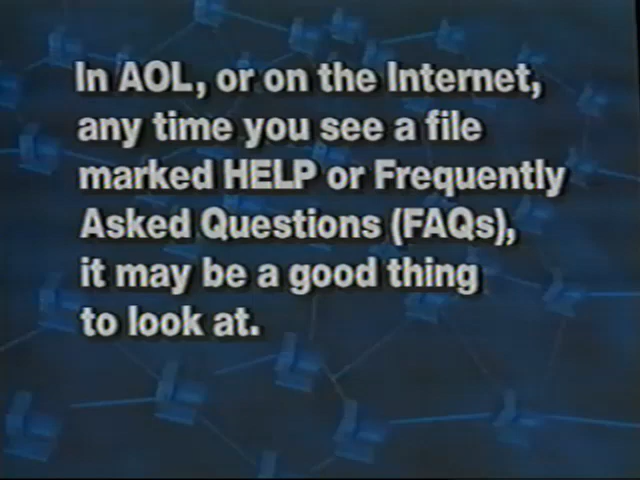 In AOL, or on the Internet,
any time you see a file
marked HELP or Frequently
Asked Questions (FAQs),
it may be a good thing
to look at.